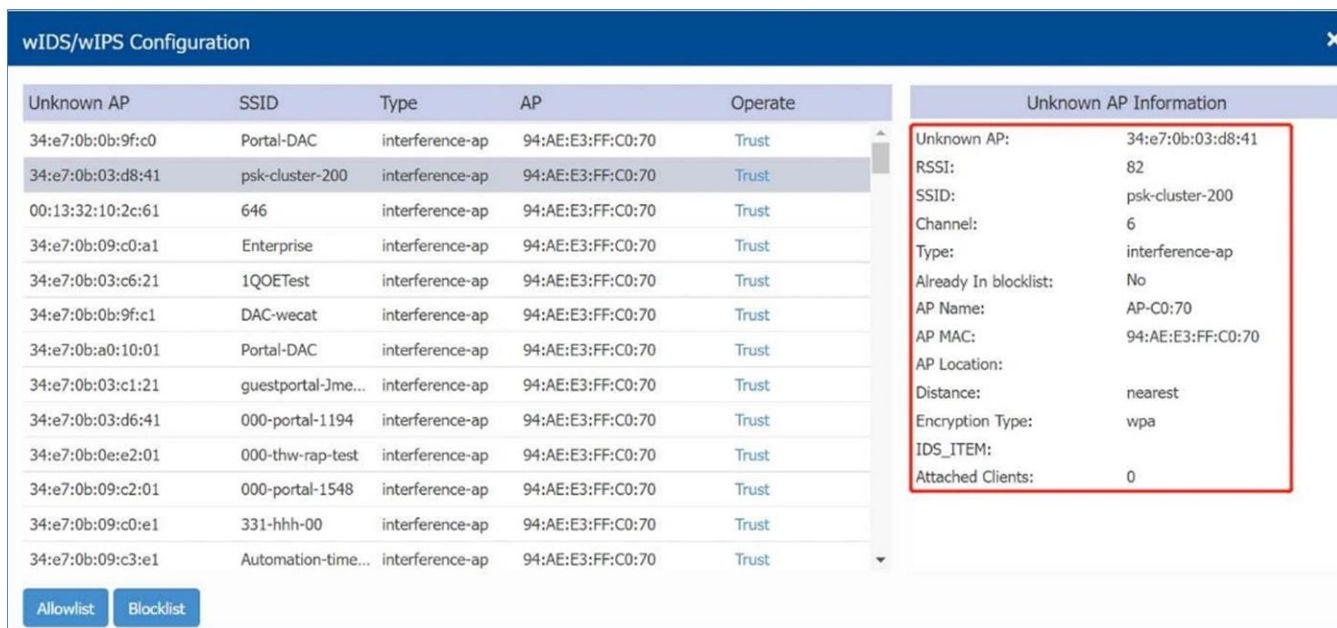 wIDS/wIPS Configuration
Unknown AP SSID Type AP Operate
34:e7:0b:0b:9f:c0 Portal-DAC interference-ap 94:AE:E3:FF:C0:70 Trust
34:e7:0b:03:d8:41 psk-cluster-200 interference-ap 94:AE:E3:FF:C0:70 Trust
00:13:32:10:2c:61 646 interference-ap 94:AE:E3:FF:C0:70 Trust
34:e7:0b:09:c0:a1 Enterprise interference-ap 94:AE:E3:FF:C0:70 Trust
34:e7:0b:03:c6:21 1QOETest interference-ap 94:AE:E3:FF:C0:70 Trust
34:e7:0b:0b:9f:c1 DAC-wecat interference-ap 94:AE:E3:FF:C0:70 Trust
34:e7:0b:a0:10:01 Portal-DAC interference-ap 94:AE:E3:FF:C0:70 Trust
34:e7:0b:03:c1:21 guestportal-Jme... interference-ap 94:AE:E3:FF:C0:70 Trust
34:e7:0b:03:d6:41 000-portal-1194 interference-ap 94:AE:E3:FF:C0:70 Trust
34:e7:0b:0e:e2:01 000-thw-rap-test interference-ap 94:AE:E3:FF:C0:70 Trust
34:e7:0b:09:c2:01 000-portal-1548 interference-ap 94:AE:E3:FF:C0:70 Trust
34:e7:0b:09:c0:e1 331-hhh-00 interference-ap 94:AE:E3:FF:C0:70 Trust
34:e7:0b:09:c3:e1 Automation-time... interference-ap 94:AE:E3:FF:C0:70 Trust
Allowlist Blocklist
Unknown AP Information
Unknown AP: 34:e7:0b:03:d8:41
RSSI: 82
SSID: psk-cluster-200
Channel: 6
Type: interference-ap
Already In blocklist: No
AP Name: AP-C0:70
AP MAC: 94:AE:E3:FF:C0:70
AP Location:
Distance: nearest
Encryption Type: wpa
IDS_ITEM:
Attached Clients: 0